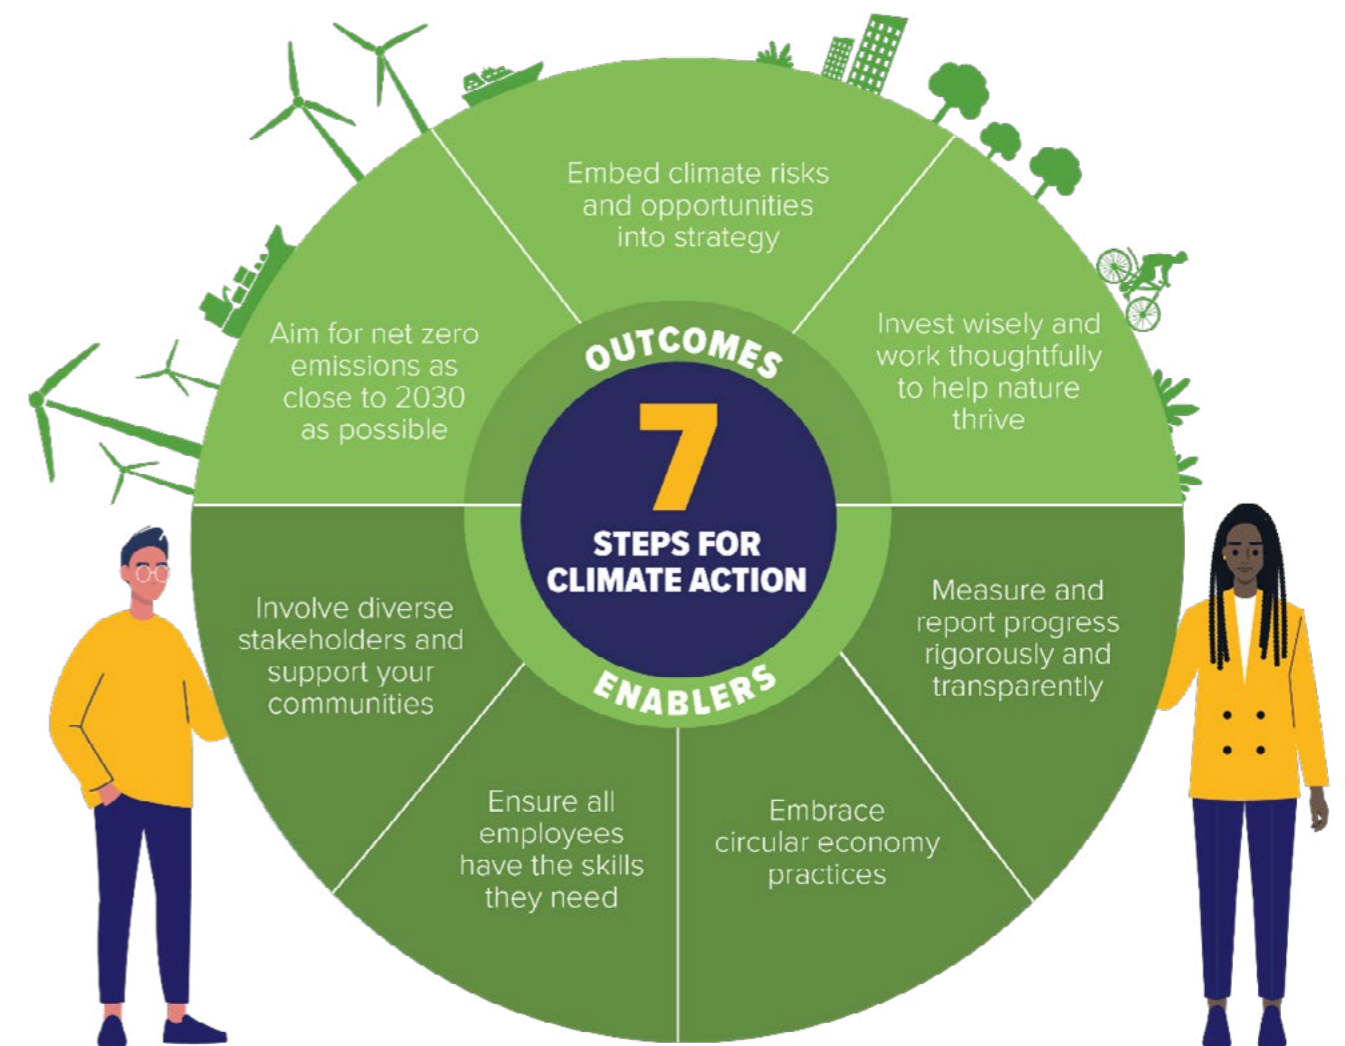 Embed climate risks
and opportunities
into strategy
Invest wisely and
work thoughtfully
to help nature
thrive
Aim for net zero
emissions as
close to 2030
as possible
OUTCOMES
7
STEPS FOR
CLIMATE ACTION
ENABLERS
Measure and
report progress
rigorously and
transparently
Embrace
circular economy
practices
Ensure all
employees
have the skills
they need
Involve diverse
stakeholders and
support your
communities